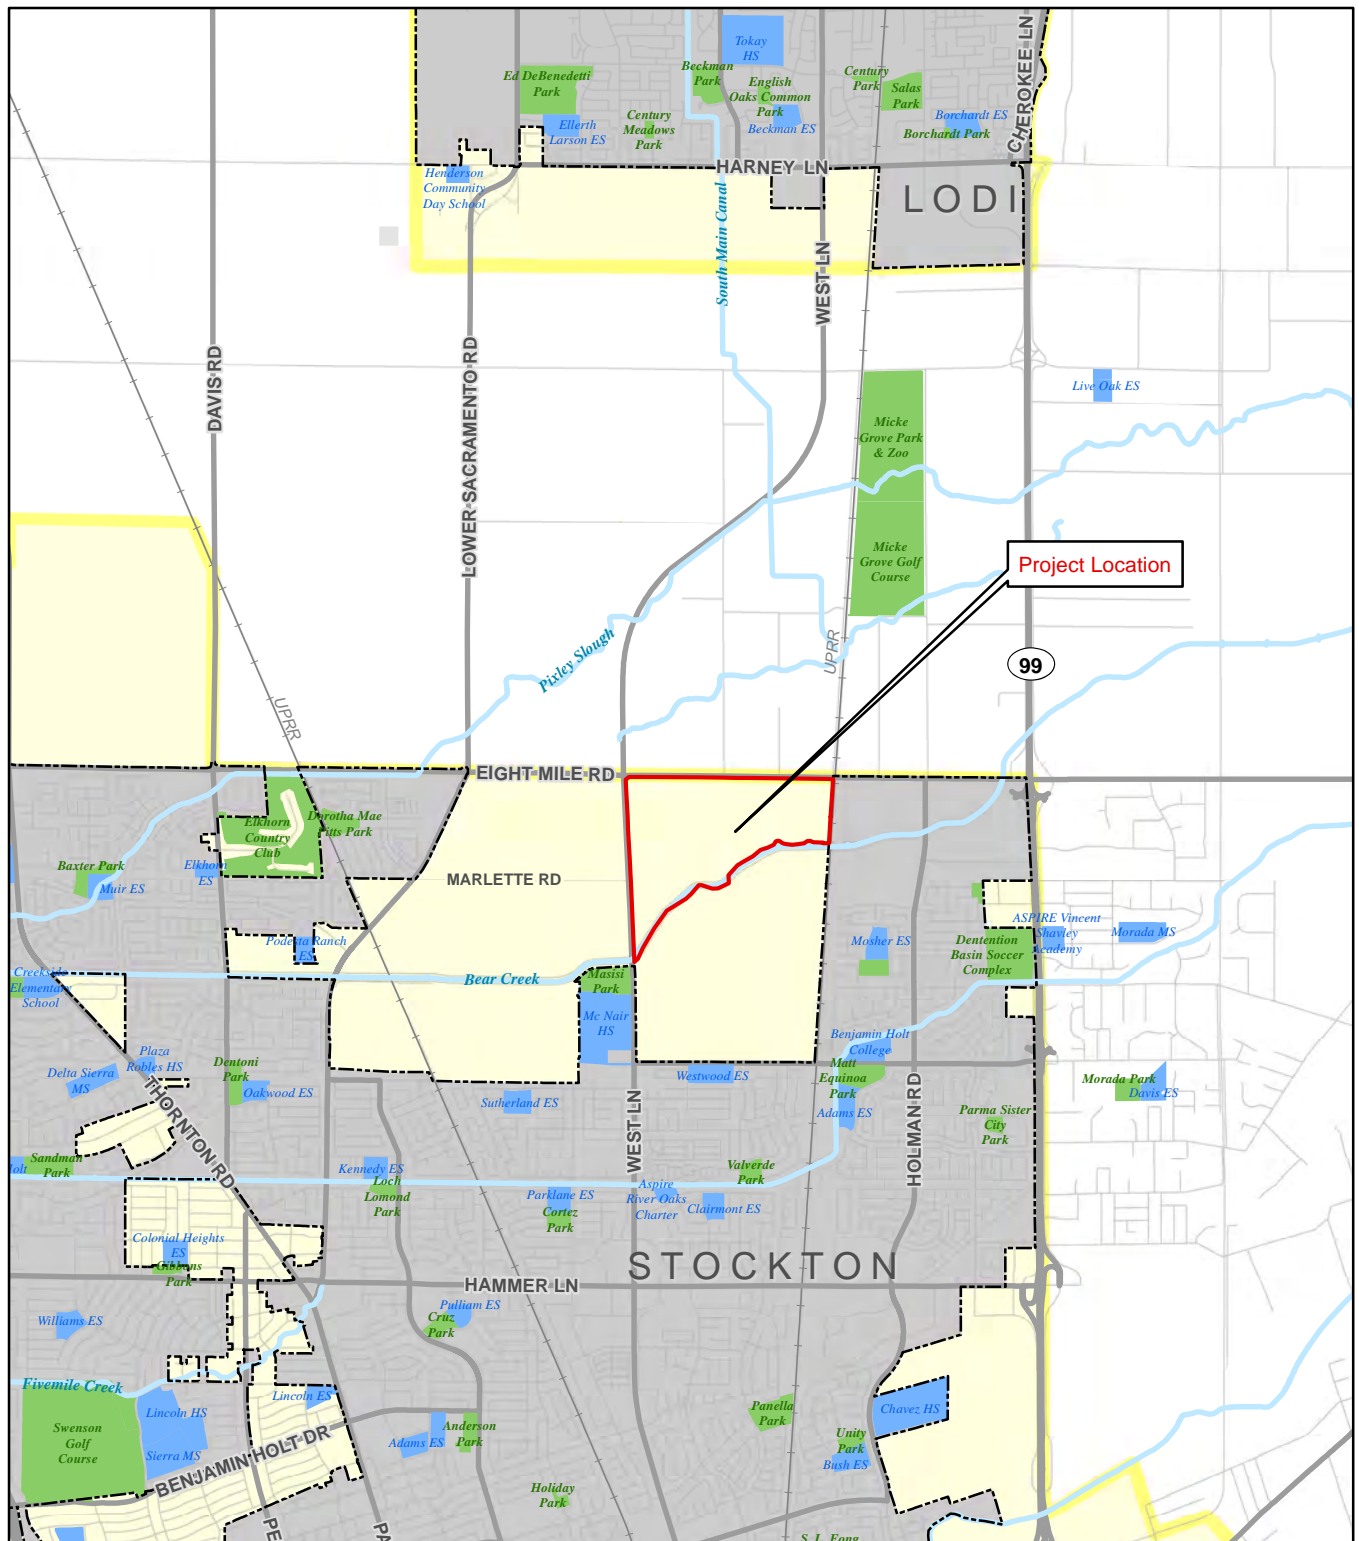 Tokay
HS
CHEROKEE LN
Ed DeBenedetti
Park
Beckman
Park
English
Oaks Common
Park
Century
Park
Salas
Park
Ellerth
Larson ES
Century
Meadows
Park
Beckman ES
Borchardt ES
Borchardt Park
HARNEY LN
Henderson
Community
Day School
LODI
South Main Canal
WEST LN
DAVIS RD
LOWER SACRAMENTO RD
Live Oak ES
Micke
Grove Park
& Zoo
Micke
Grove Golf
Course
Project Location
Pixley Slough
UPRR
99
UPRR
EIGHT MILE RD
Elkhorn
Country
Club
Dorotha Mae
Pitts Park
Baxter Park
Muir ES
Elkhorn
ES
MARLETTE RD
Podesta Ranch
ES
Mosher ES
Dentention
Basin Soccer
Complex
ASPIRE Vincent
Shavley
Academy
Morada MS
Creekside
Elementary
School
Bear Creek
Masisi
Park
Mc Nair
HS
Benjamin Holt
College
Plaza
Robles HS
Delta Sierra
MS
Dentoni
Park
Oakwood ES
Sutherland ES
Westwood ES
Matt
Equinoa
Park
Adams ES
Morada Park
Davis ES
THORNTON RD
WEST LN
HOLMAN RD
Parma Sister
City
Park
Sandman
Park
Holt
Kennedy ES
Loch
Lomond
Park
Parklane ES
Cortez
Park
Aspire
River Oaks
Charter
Clairmont ES
Valverde
Park
Colonial Heights
ES
Gibbons
Park
STOCKTON
HAMMER LN
Williams ES
Pulliam ES
Cruz
Park
Fivemile Creek
Lincoln ES
Lincoln HS
Sierra MS
Swenson
Golf
Course
BENJAMIN HOLT DR
Adams ES
Anderson
Park
Panella
Park
Chavez HS
Unity
Park
Bush ES
Holiday
Park
PE
PA
S. L. Fong